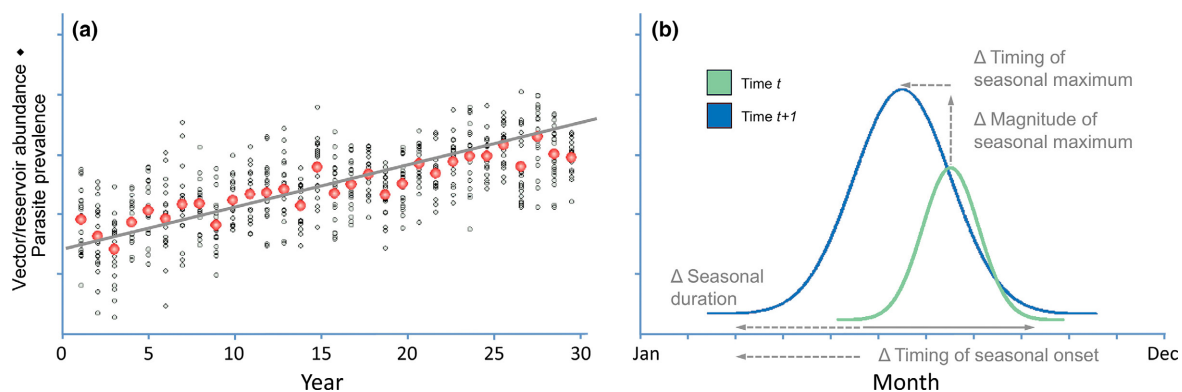 (a)
Vector/reservoir abundance ◆
Parasite prevalence
0 5 10 15 20 25 30
Year
(b)
Time t
Time t+1
Δ Timing of
seasonal maximum
Δ Magnitude of
seasonal maximum
Δ Seasonal
duration
Δ Timing of seasonal onset
Jan Dec
Month